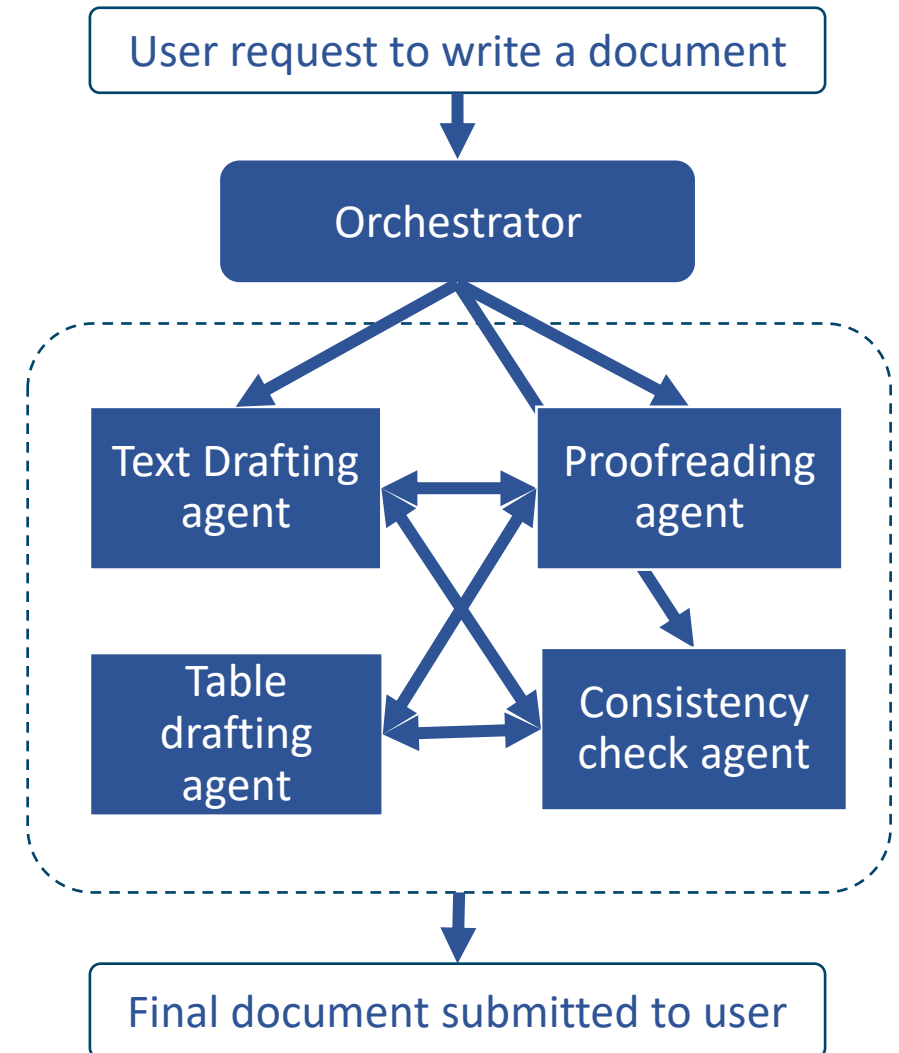 User request to write a document
Orchestrator
Text Drafting
agent
Proofreading
agent
Table
drafting
agent
Consistency
check agent
Final document submitted to user